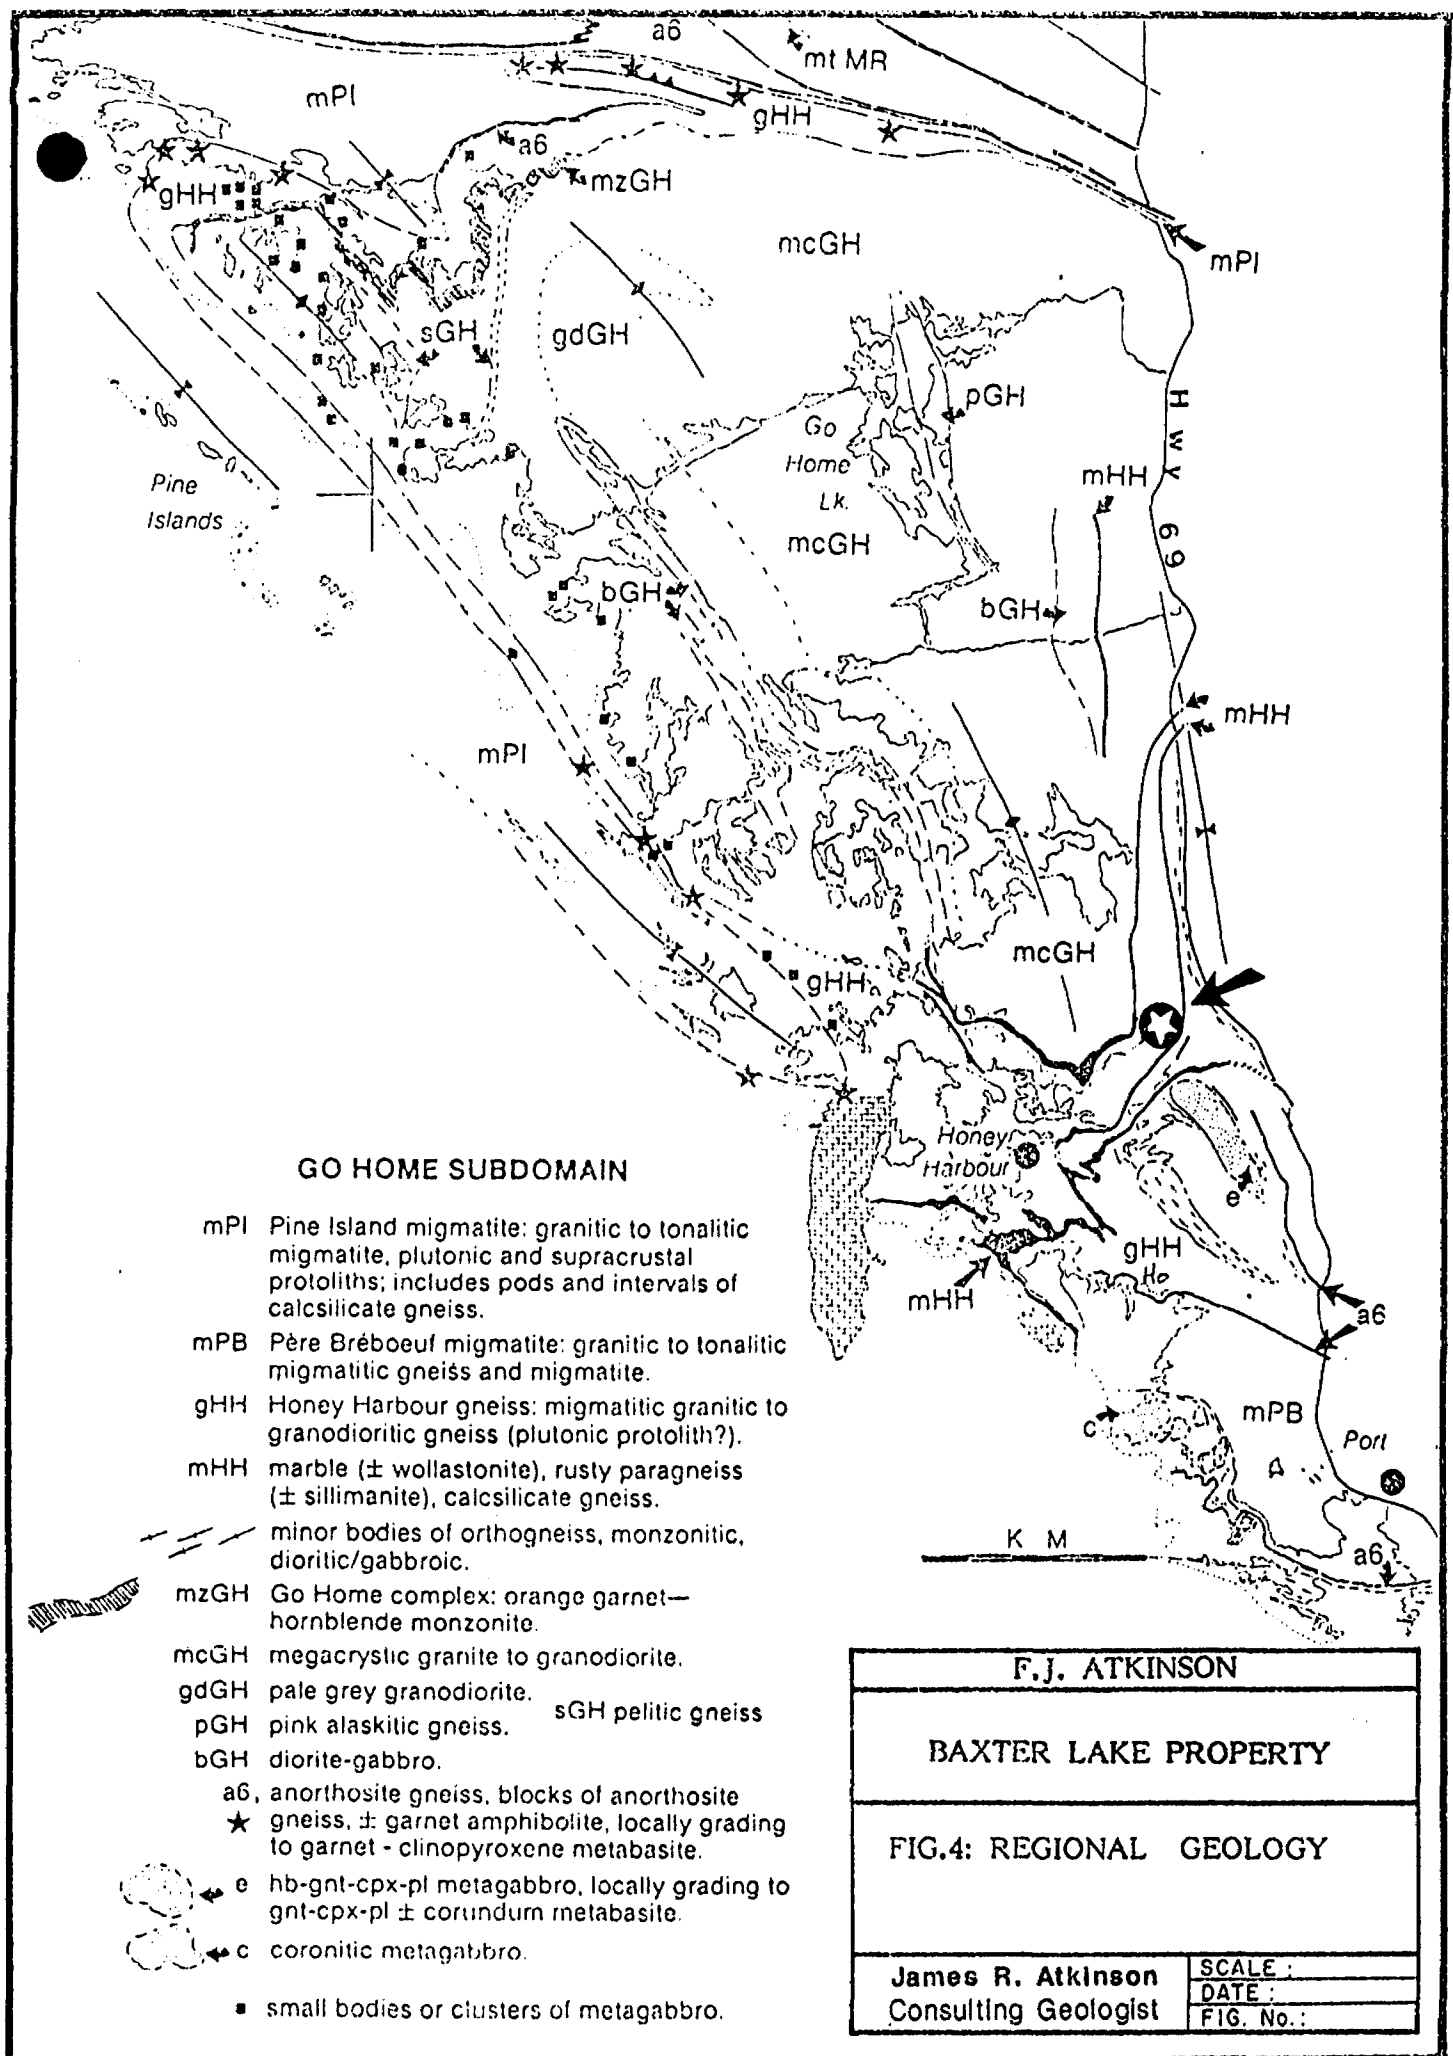 a6
mt MR
mPI
gHH
a6
mzGH
gHH
mcGH
mPI
sGH
gdGH
pGH
Go
Home
Lk.
Hwy 69
mHH
Pine
Islands
mcGH
bGH
bGH
mHH
mPI
mcGH
gHH
Honey
Harbour
e
gHH
Ho
mHH
a6
c
mPB
Port
K M
a6
GO HOME SUBDOMAIN
mPI Pine Island migmatite: granitic to tonalitic
migmatite, plutonic and supracrustal
protoliths; includes pods and intervals of
calcsilicate gneiss.
mPB Père Bréboeuf migmatite: granitic to tonalitic
migmatitic gneiss and migmatite.
gHH Honey Harbour gneiss: migmatitic granitic to
granodioritic gneiss (plutonic protolith?).
mHH marble (± wollastonite), rusty paragneiss
(± sillimanite), calcsilicate gneiss.
minor bodies of orthogneiss, monzonitic,
dioritic/gabbroic.
mzGH Go Home complex: orange garnet—
hornblende monzonite.
mcGH megacrystic granite to granodiorite.
gdGH pale grey granodiorite.
sGH pelitic gneiss
pGH pink alaskitic gneiss.
bGH diorite-gabbro.
a6, anorthosite gneiss, blocks of anorthosite
★ gneiss, ± garnet amphibolite, locally grading
to garnet - clinopyroxene metabasite.
e hb-gnt-cpx-pl metagabbro, locally grading to
gnt-cpx-pl ± corundum metabasite.
c coronitic metagabbro.
■ small bodies or clusters of metagabbro.
F.J. ATKINSON
BAXTER LAKE PROPERTY
FIG.4: REGIONAL GEOLOGY
James R. Atkinson
Consulting Geologist
SCALE :
DATE :
FIG. No.: